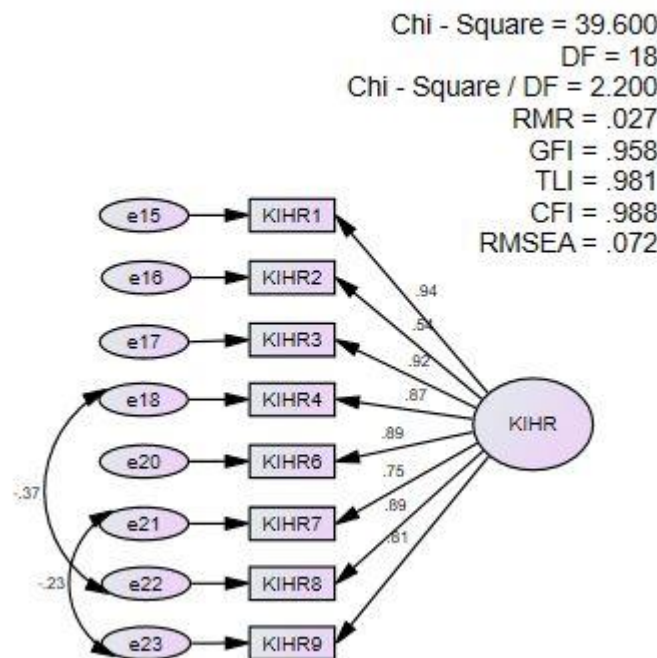 Chi - Square = 39.600
DF = 18
Chi - Square / DF = 2.200
RMR = .027
GFI = .958
TLI = .981
CFI = .988
RMSEA = .072
e15 KIHR1
.94
e16 KIHR2
.54
e17 KIHR3
.92
e18 KIHR4
.87
KIHR
e20 KIHR6
.89
.75
-.37
e21 KIHR7
.89
.81
-.23
e22 KIHR8
e23 KIHR9